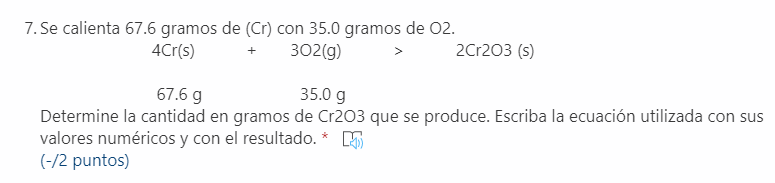 7. Se calienta 67.6 gramos de (Cr) con 35.0 gramos de O2.
4Cr(s) + 3O2(g) > 2Cr2O3 (s)
67.6 g 35.0 g
Determine la cantidad en gramos de Cr2O3 que se produce. Escriba la ecuación utilizada con sus
valores numéricos y con el resultado. *
(-/2 puntos)